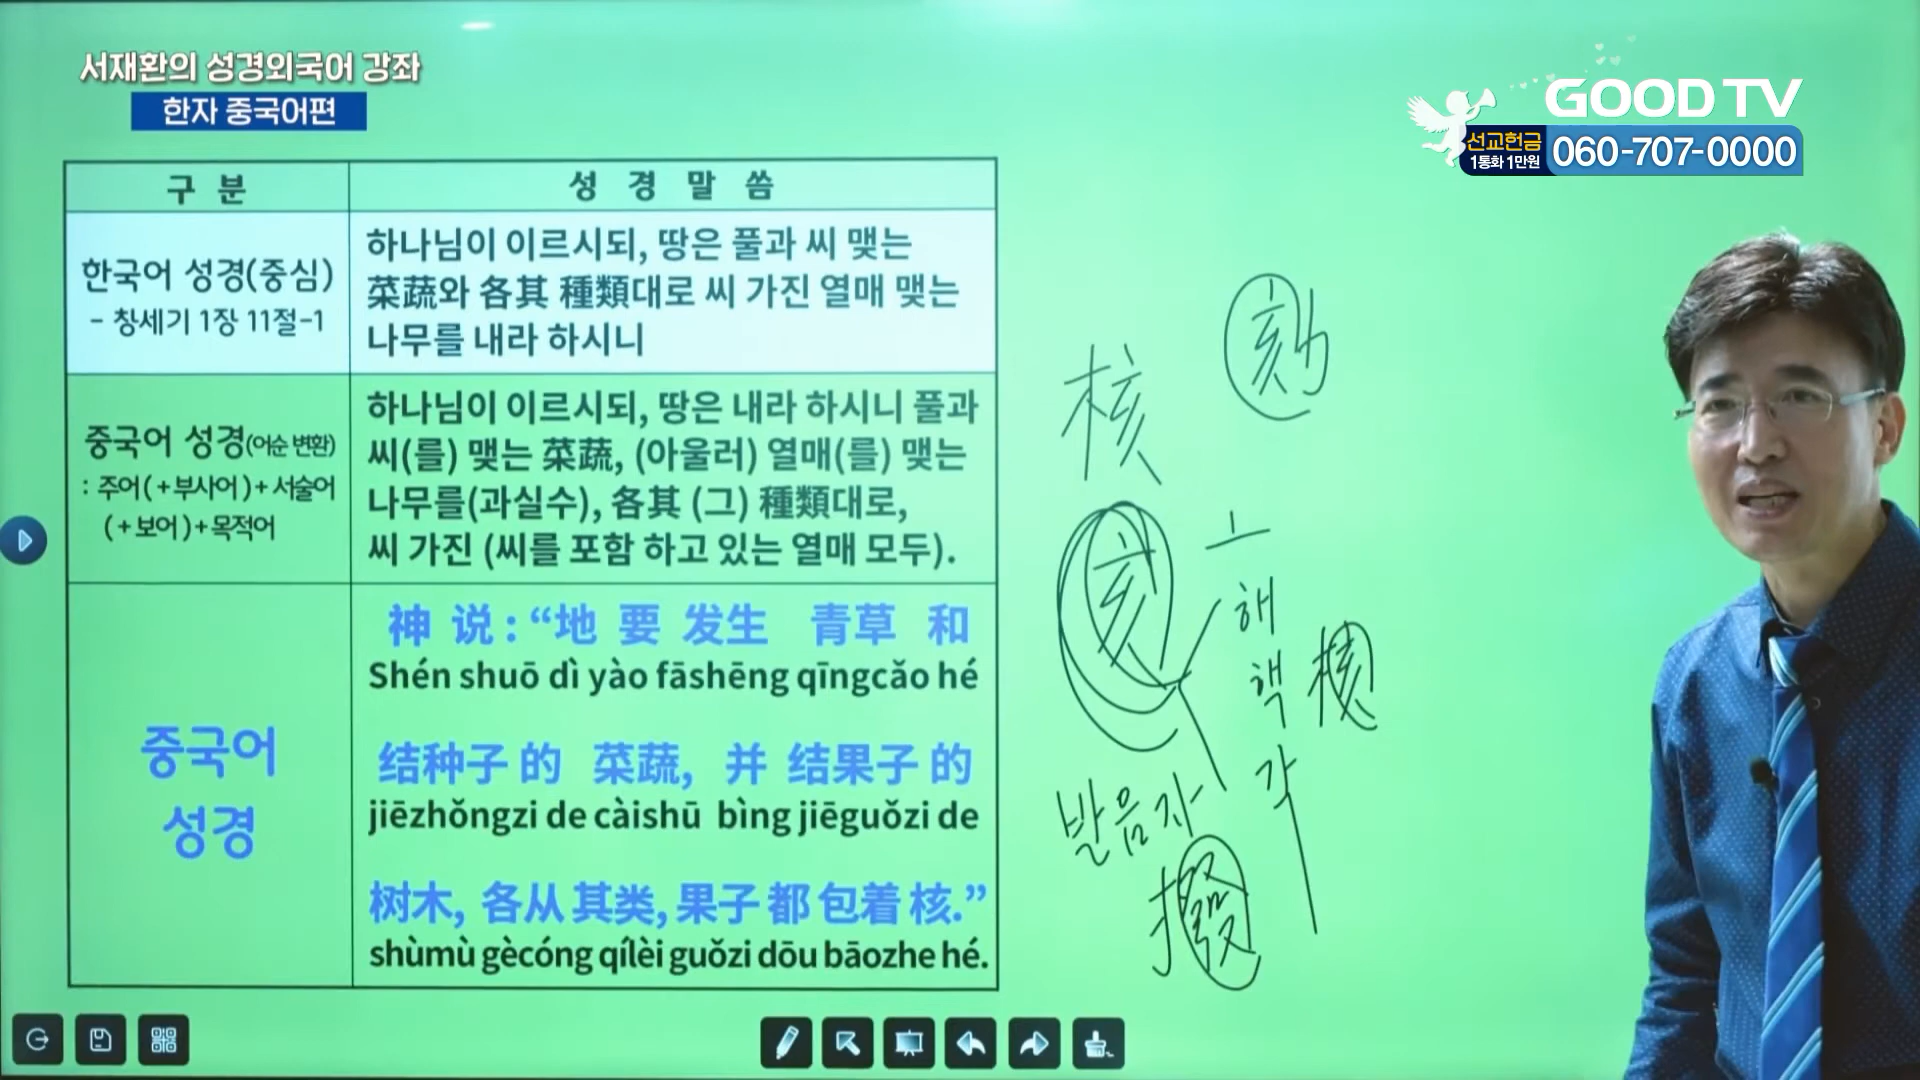 서재환의 성경외국어 강좌
한자 중국어편
GOOD TV
선교헌금
1통화 1만원
060-707-0000
구 분
성 경 말 씀
한국어 성경(중심)
- 창세기 1장 11절-1
하나님이 이르시되, 땅은 풀과 씨 맺는
菜蔬와 各其 種類대로 씨 가진 열매 맺는
나무를 내라 하시니
중국어 성경(어순 변환)
: 주어(+부사어)+서술어
(+보어)+목적어
하나님이 이르시되, 땅은 내라 하시니 풀과
씨(를) 맺는 菜蔬, (아울러) 열매(를) 맺는
나무를(과실수), 各其 (그) 種類대로,
씨 가진 (씨를 포함 하고 있는 열매 모두).
중국어
성경
神 说 : “地 要 发生 青草 和
Shén shuō dì yào fāshēng qīngcǎo hé
结种子 的 菜蔬, 并 结果子 的
jiēzhǒngzi de càishū bìng jiēguǒzi de
树木, 各从其类, 果子 都 包着 核.”
shùmù gècóng qílèi guǒzi dōu bāozhe hé.
刻
核
亥
亠
해
핵 核
각
발음자
撥